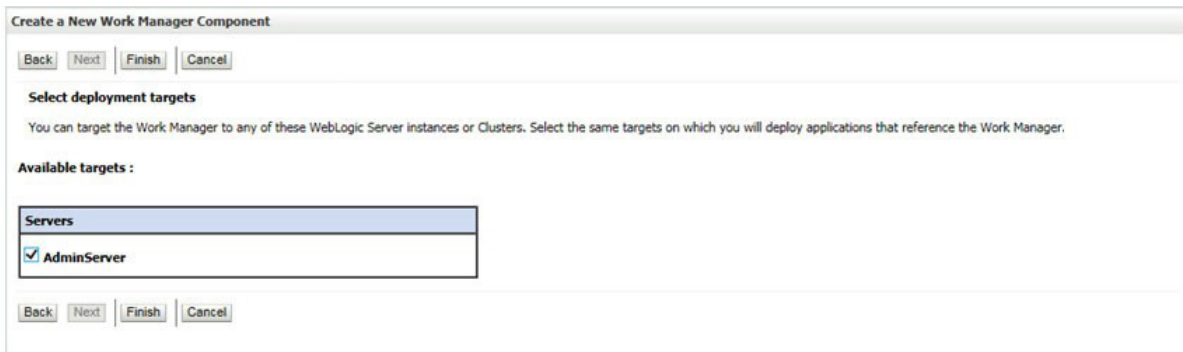 Create a New Work Manager Component
Back Next Finish Cancel
Select deployment targets
You can target the Work Manager to any of these WebLogic Server instances or Clusters. Select the same targets on which you will deploy applications that reference the Work Manager.
Available targets :
Servers
AdminServer
Back Next Finish Cancel